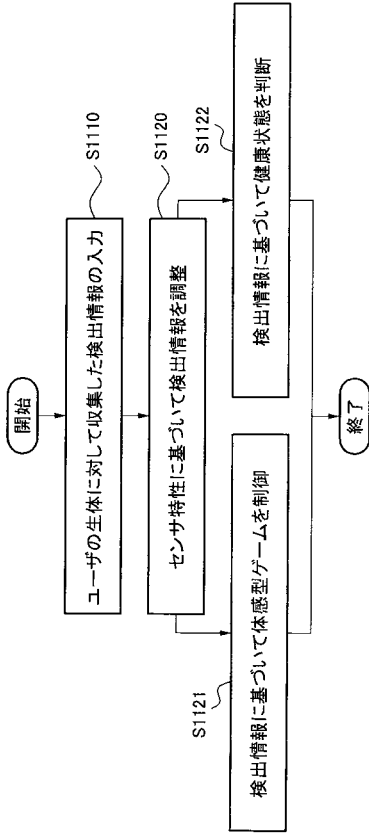 開始
S1110
ユーザの生体に対して収集した検出情報の入力
S1120
センサ特性に基づいて検出情報を調整
S1121
検出情報に基づいて体感型ゲームを制御
S1122
検出情報に基づいて健康状態を判断
終了